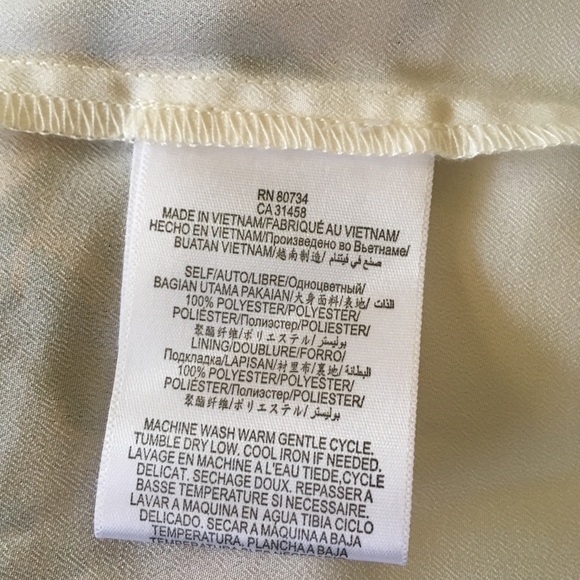 RN 80734
CA 31458
MADE IN VIETNAM/FABRIQUÉ AU VIETNAM/
HECHO EN VIETNAM/Произведено во Вьетнаме/
BUATAN VIETNAM/越南制造/ صنع في فيتنام
SELF/AUTO/LIBRE/Одноцветный/
BAGIAN UTAMA PAKAIAN/大身面料/表地/ الذات
100% POLYESTER/POLYESTER/
POLIÉSTER/Полиэстер/POLIESTER/
聚酯纤维/ポリエステル/بوليستر
LINING/DOUBLURE/FORRO/
Подкладка/LAPISAN/衬里布/裏地/ البطانة
100% POLYESTER/POLYESTER/
POLIÉSTER/Полиэстер/POLIESTER/
聚酯纤维/ポリエステル/بوليستر
MACHINE WASH WARM GENTLE CYCLE.
TUMBLE DRY LOW. COOL IRON IF NEEDED.
LAVAGE EN MACHINE A L'EAU TIEDE,CYCLE
DELICAT. SECHAGE DOUX. REPASSER A
BASSE TEMPERATURE SI NECESSAIRE.
LAVAR A MAQUINA EN AGUA TIBIA CICLO
DELICADO. SECAR A MÁQUINA A BAJA
TEMPERATURA. PLANCHA A BAJA